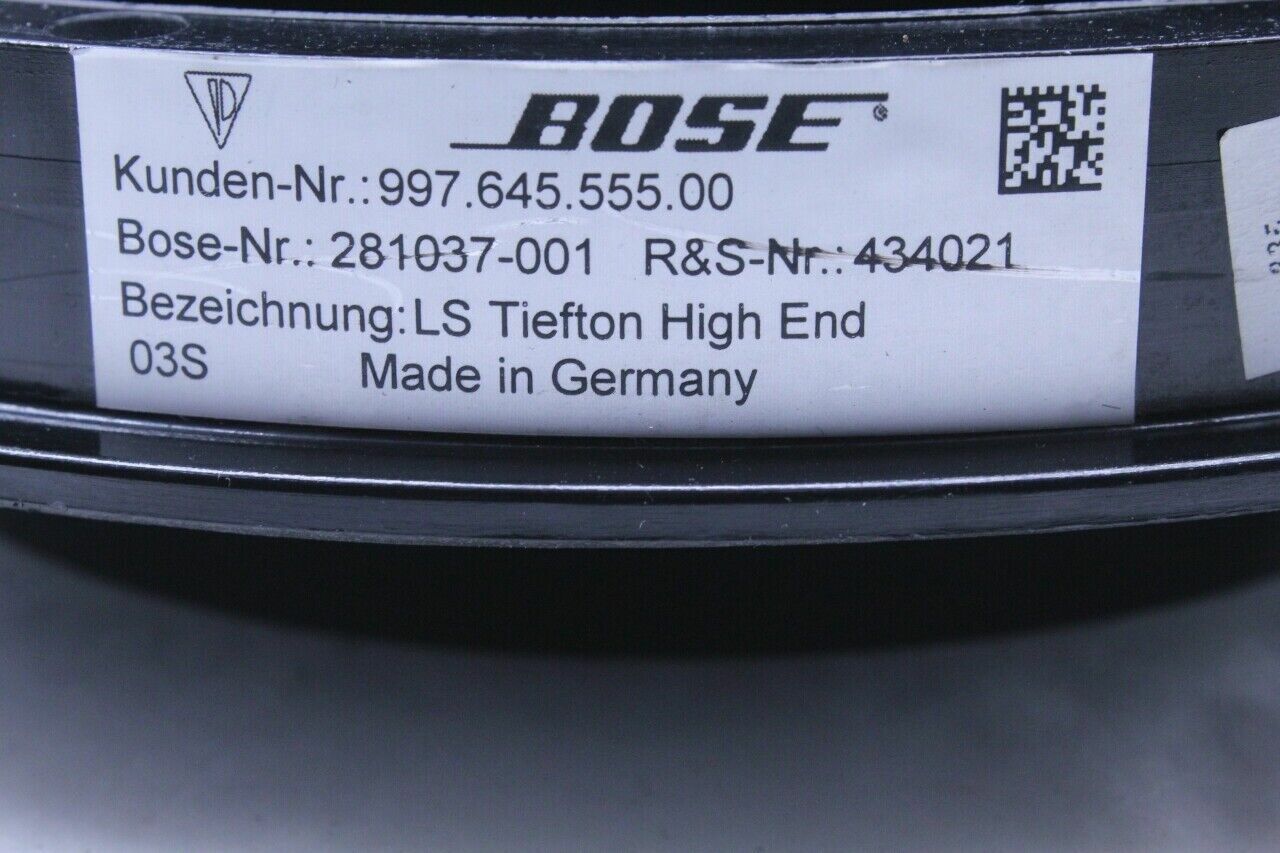 BOSE®
Kunden-Nr.:997.645.555.00
Bose-Nr.: 281037-001 R&S-Nr.: 434021
Bezeichnung:LS Tiefton High End
03S Made in Germany